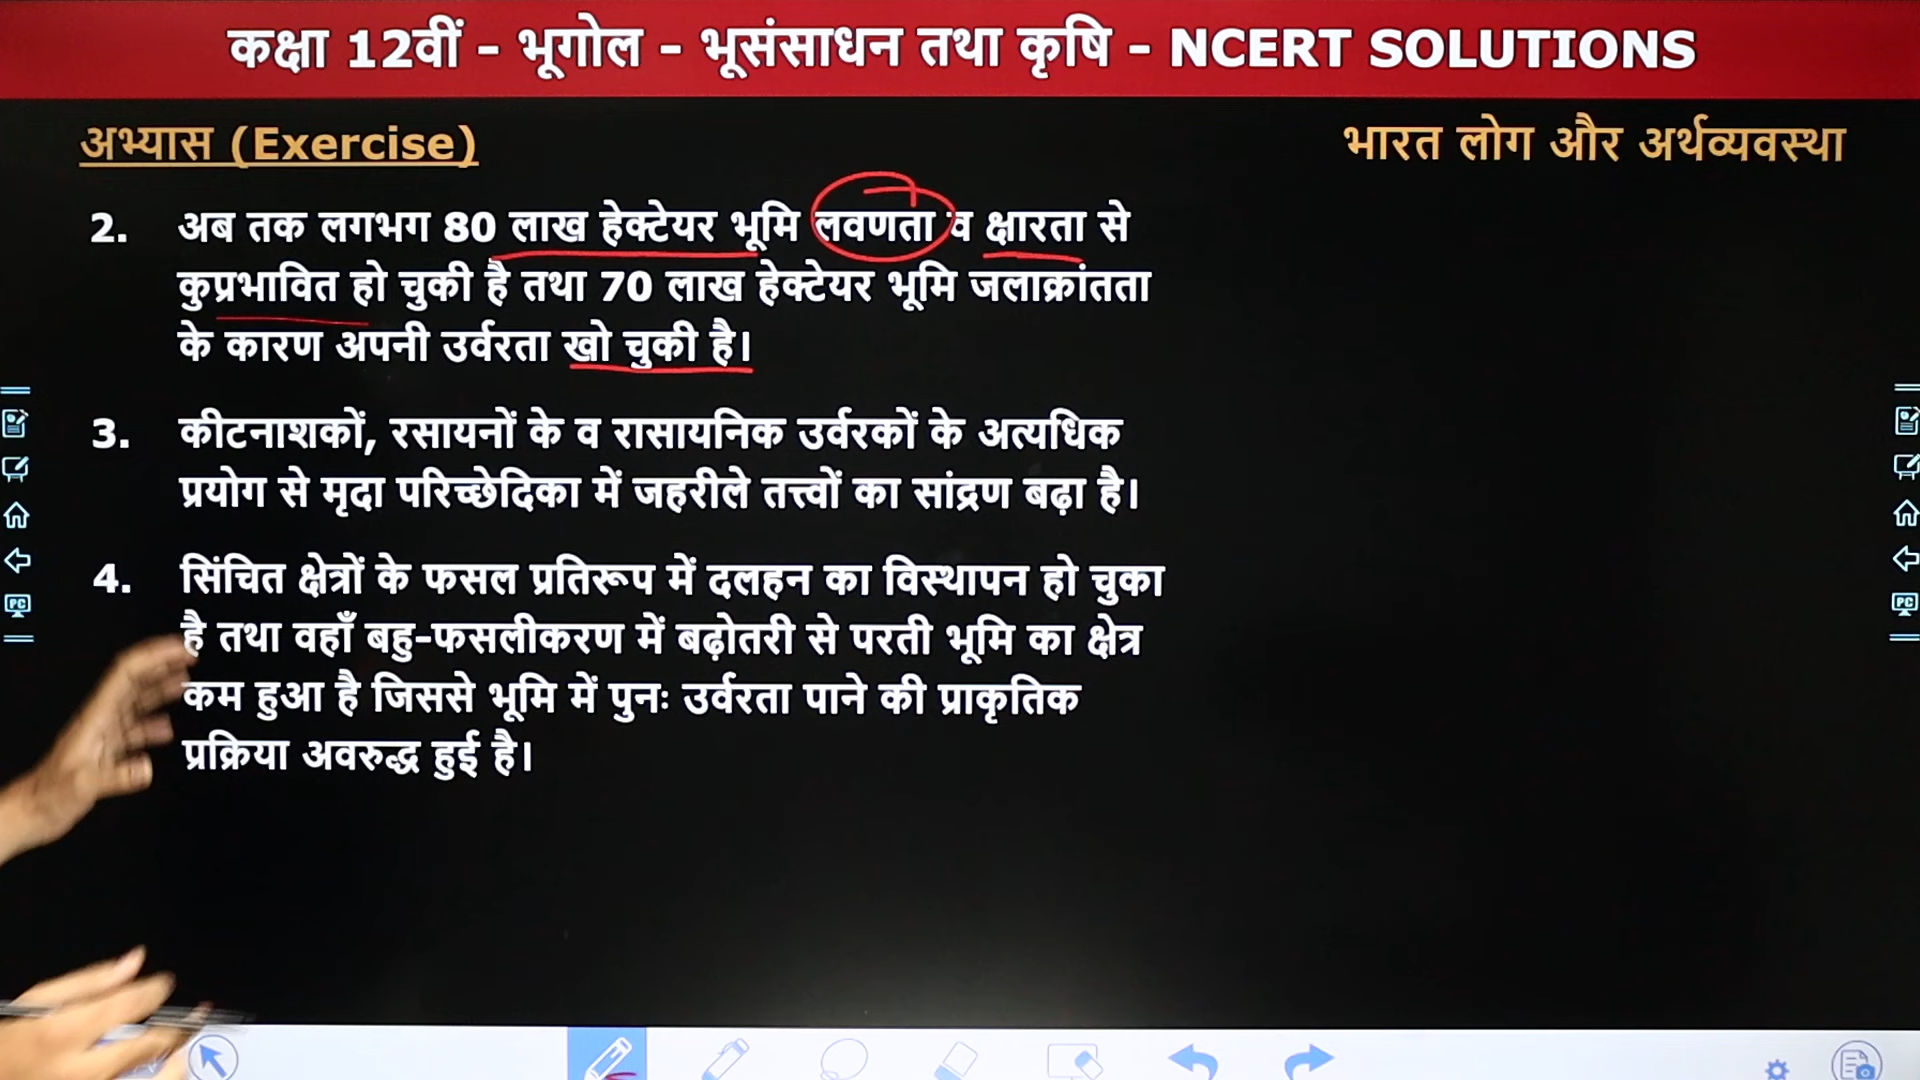 कक्षा 12वीं - भूगोल - भूसंसाधन तथा कृषि - NCERT SOLUTIONS
अभ्यास (Exercise)
भारत लोग और अर्थव्यवस्था
2. अब तक लगभग 80 लाख हेक्टेयर भूमि लवणता व क्षारता से
कुप्रभावित हो चुकी है तथा 70 लाख हेक्टेयर भूमि जलाक्रांतता
के कारण अपनी उर्वरता खो चुकी है।
3. कीटनाशकों, रसायनों के व रासायनिक उर्वरकों के अत्यधिक
प्रयोग से मृदा परिच्छेदिका में जहरीले तत्त्वों का सांद्रण बढ़ा है।
4. सिंचित क्षेत्रों के फसल प्रतिरूप में दलहन का विस्थापन हो चुका
है तथा वहाँ बहु-फसलीकरण में बढ़ोतरी से परती भूमि का क्षेत्र
कम हुआ है जिससे भूमि में पुनः उर्वरता पाने की प्राकृतिक
प्रक्रिया अवरुद्ध हुई है।
PC
PC